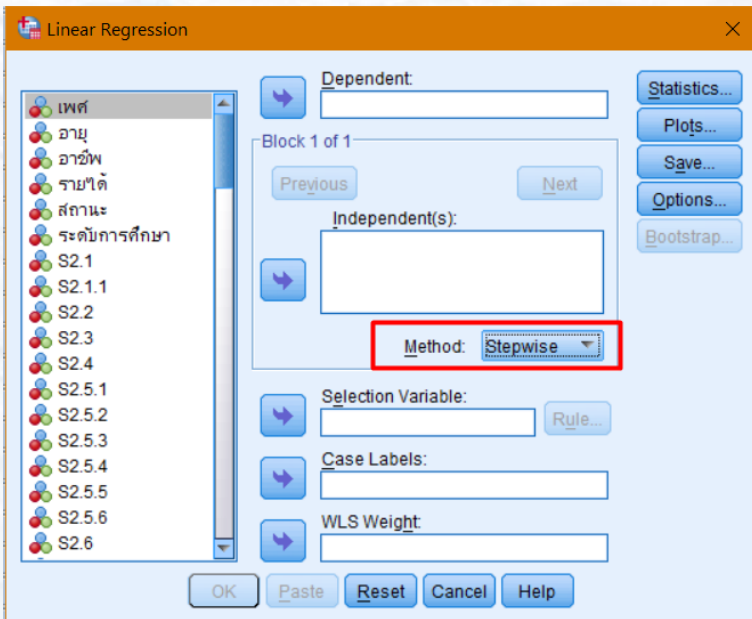 Linear Regression
เพศ
อายุ
อาชีพ
รายได้
สถานะ
ระดับการศึกษา
S2.1
S2.1.1
S2.2
S2.3
S2.4
S2.5.1
S2.5.2
S2.5.3
S2.5.4
S2.5.5
S2.5.6
S2.6
Dependent:
Block 1 of 1
Previous
Next
Independent(s):
Method: Stepwise
Selection Variable:
Rule...
Case Labels:
WLS Weight:
Statistics...
Plots...
Save...
Options...
Bootstrap...
OK Paste Reset Cancel Help